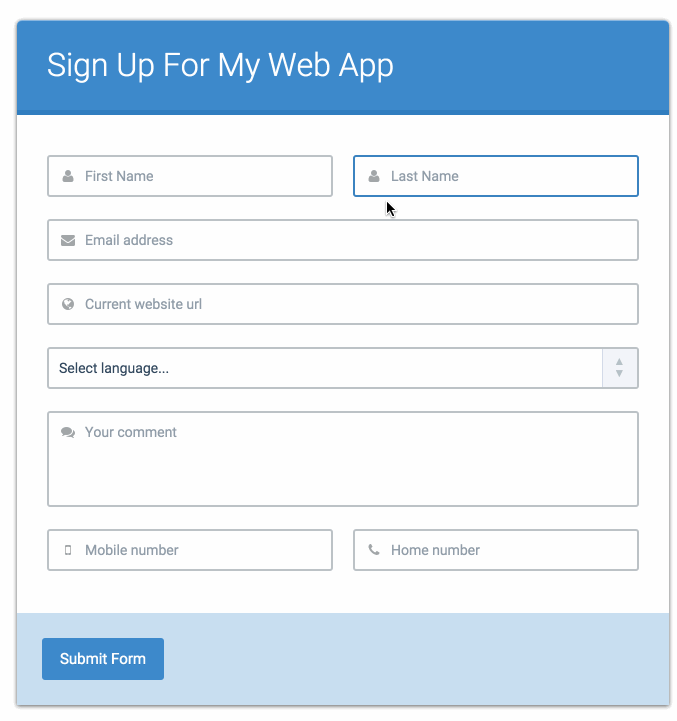 Sign Up For My Web App
First Name
Last Name
Email address
Current website url
Select language...
Your comment
Mobile number
Home number
Submit Form